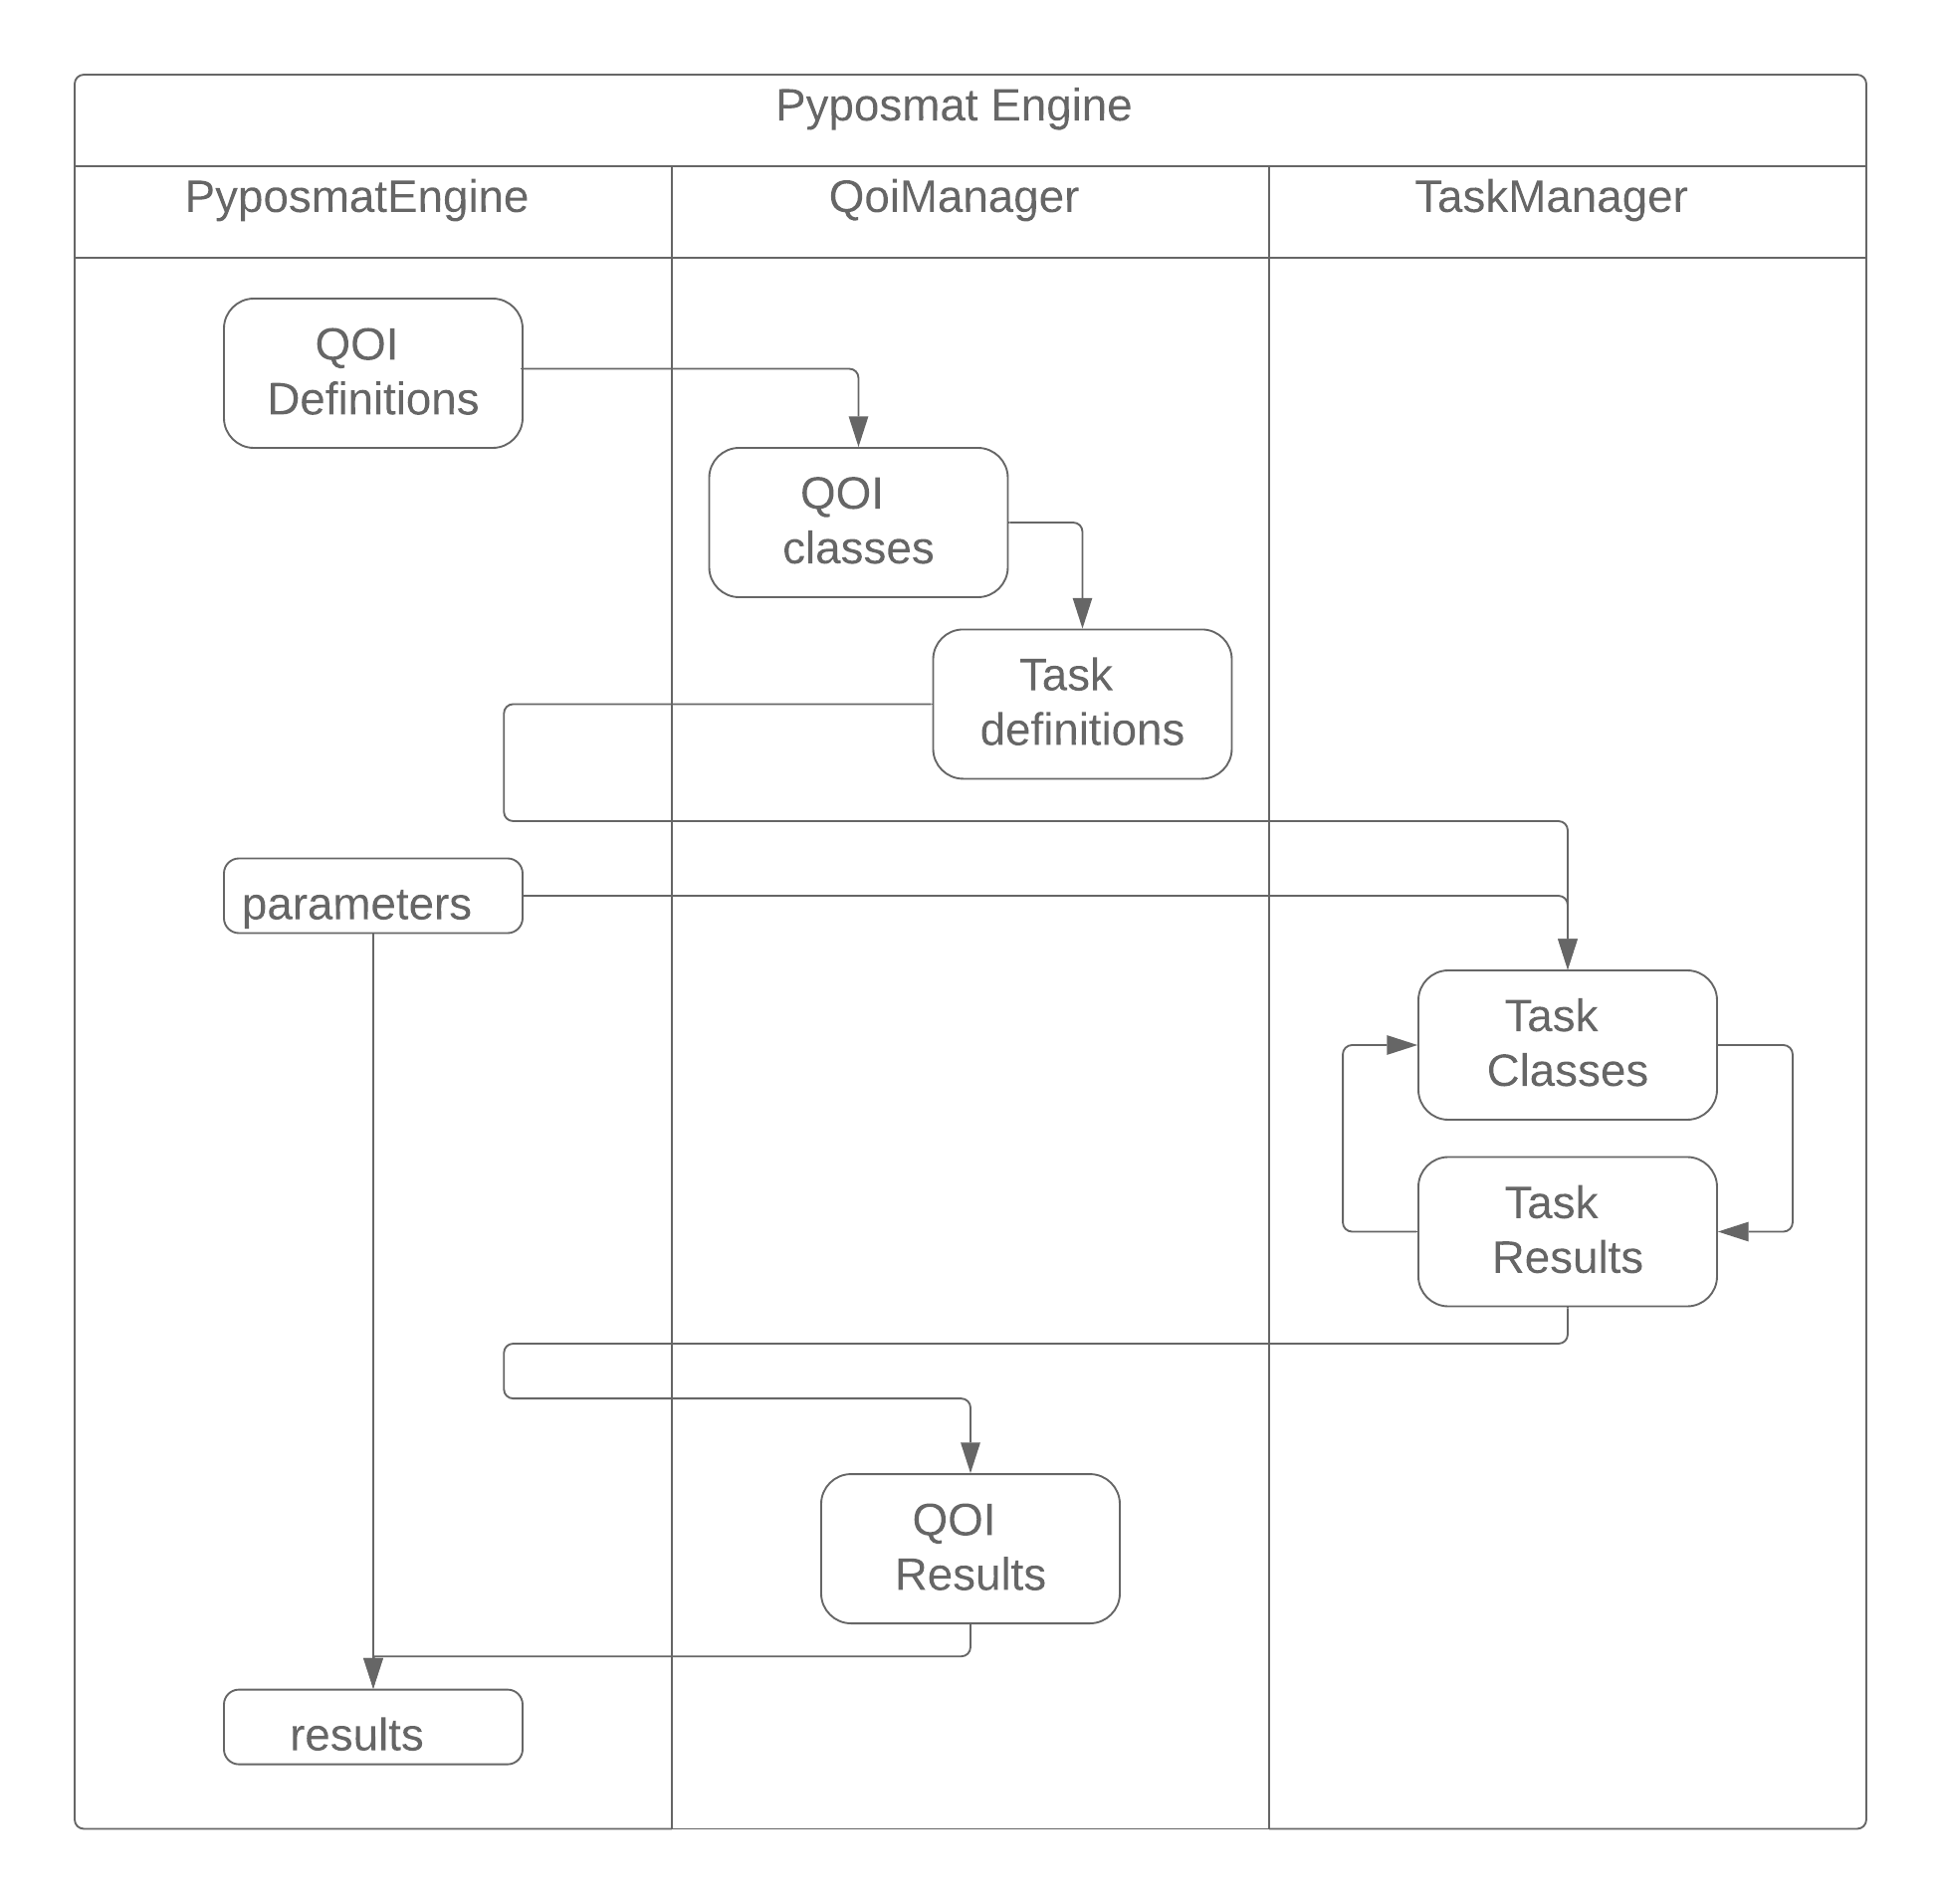 Pyposmat Engine
PyposmatEngine
QoiManager
TaskManager
QOI
Definitions
QOI
classes
Task
definitions
parameters
Task
Classes
Task
Results
QOI
Results
results